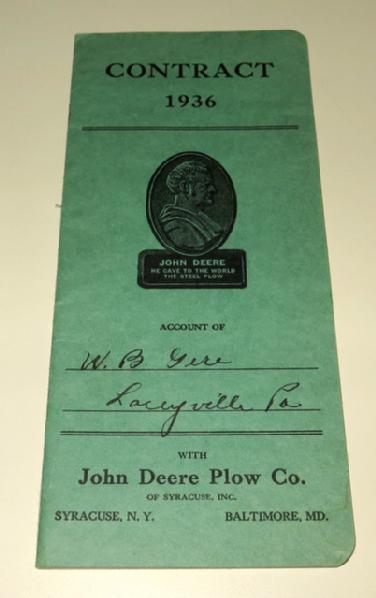 CONTRACT
1936
JOHN DEERE
HE GAVE TO THE WORLD
THE STEEL PLOW
ACCOUNT OF
W. B Gere
Laceyville Pa
WITH
John Deere Plow Co.
OF SYRACUSE, INC.
SYRACUSE, N. Y. BALTIMORE, MD.